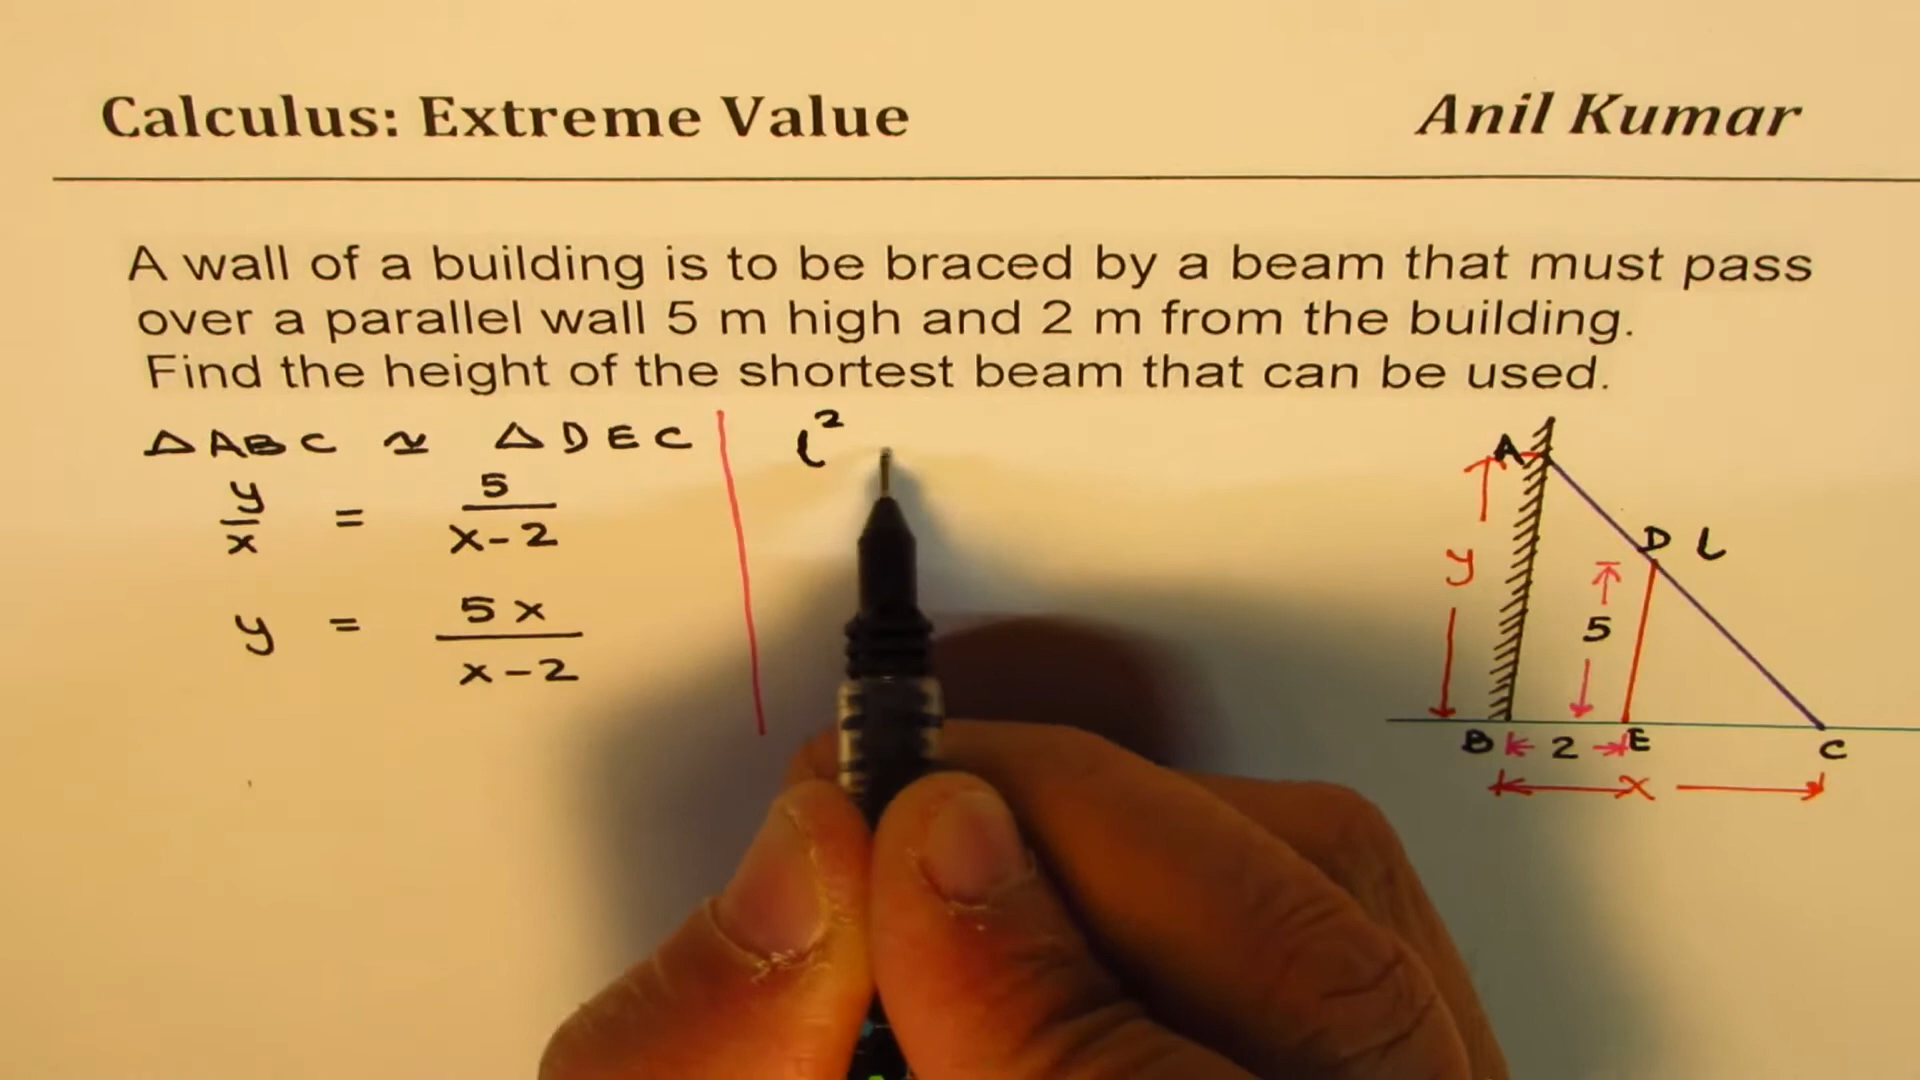 Calculus: Extreme Value
Anil Kumar
A wall of a building is to be braced by a beam that must pass
over a parallel wall 5 m high and 2 m from the building.
Find the height of the shortest beam that can be used.
△ ABC ≃ △ DEC
y/x = 5/(x-2)
y = 5x/(x-2)
l²
A
D L
y
5
B 2 E C
x